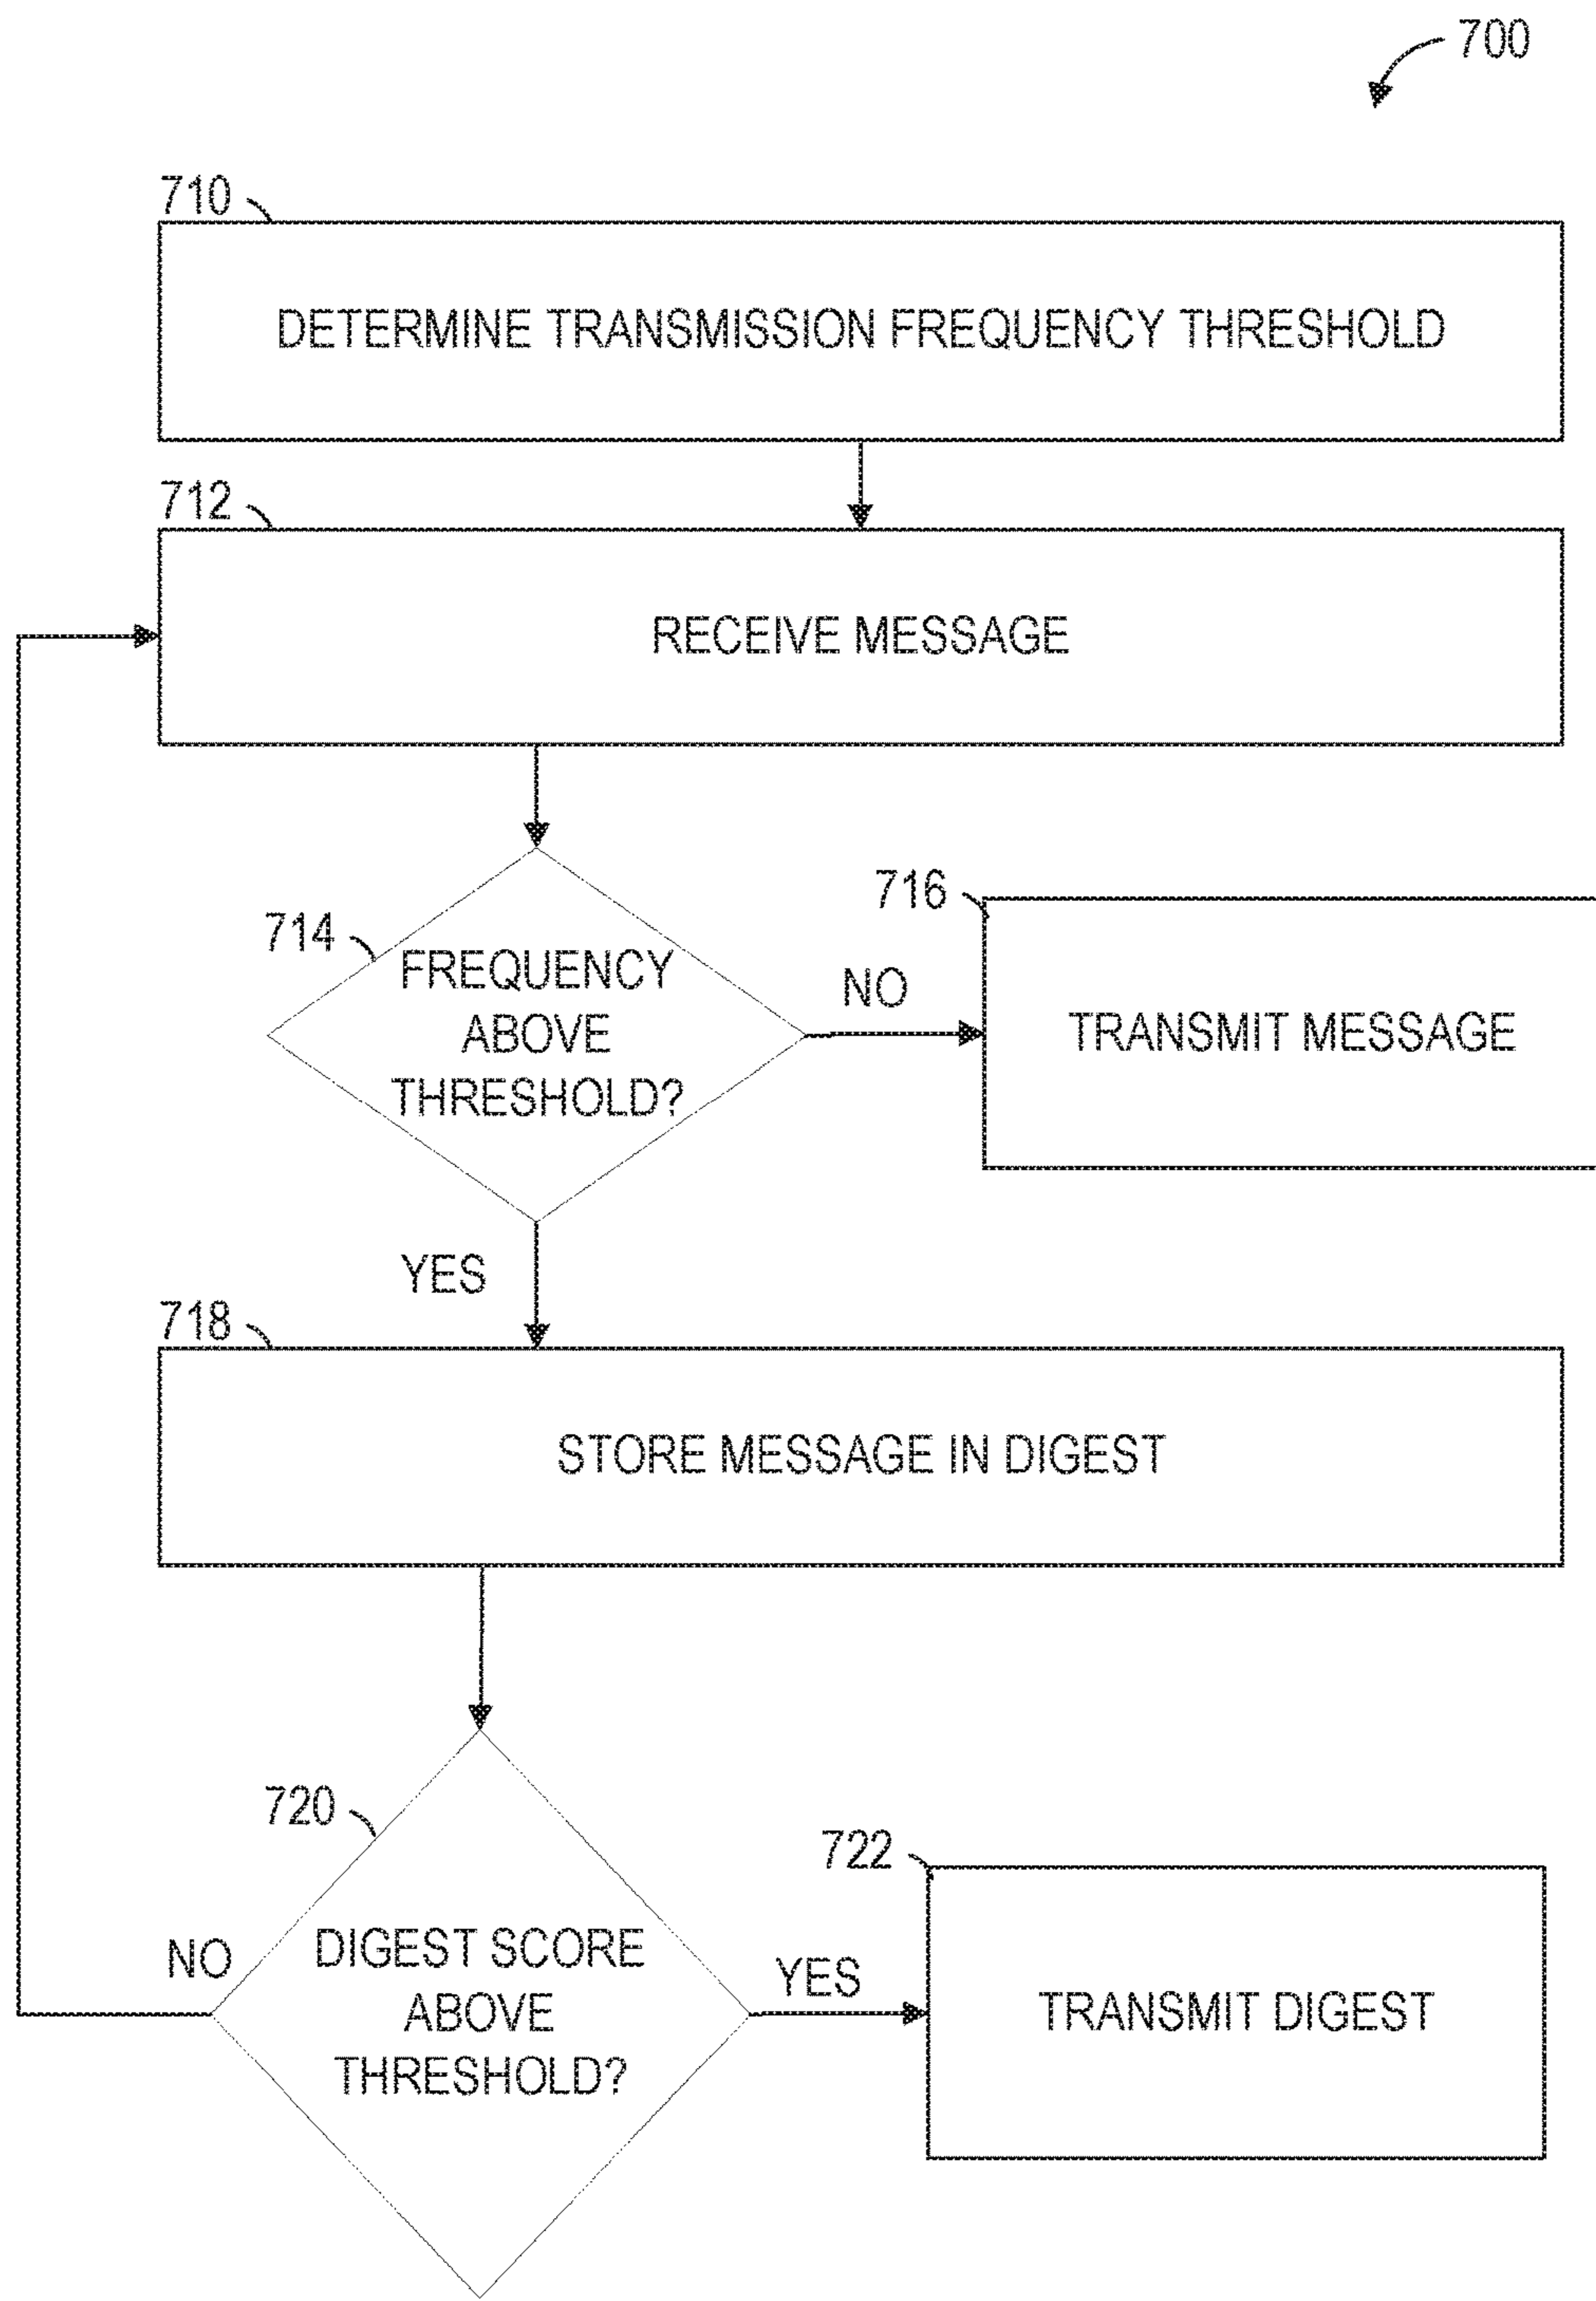 700
710
DETERMINE TRANSMISSION FREQUENCY THRESHOLD
712
RECEIVE MESSAGE
714
FREQUENCY
ABOVE
THRESHOLD?
NO
716
TRANSMIT MESSAGE
YES
718
STORE MESSAGE IN DIGEST
720
DIGEST SCORE
ABOVE
THRESHOLD?
NO
YES
722
TRANSMIT DIGEST